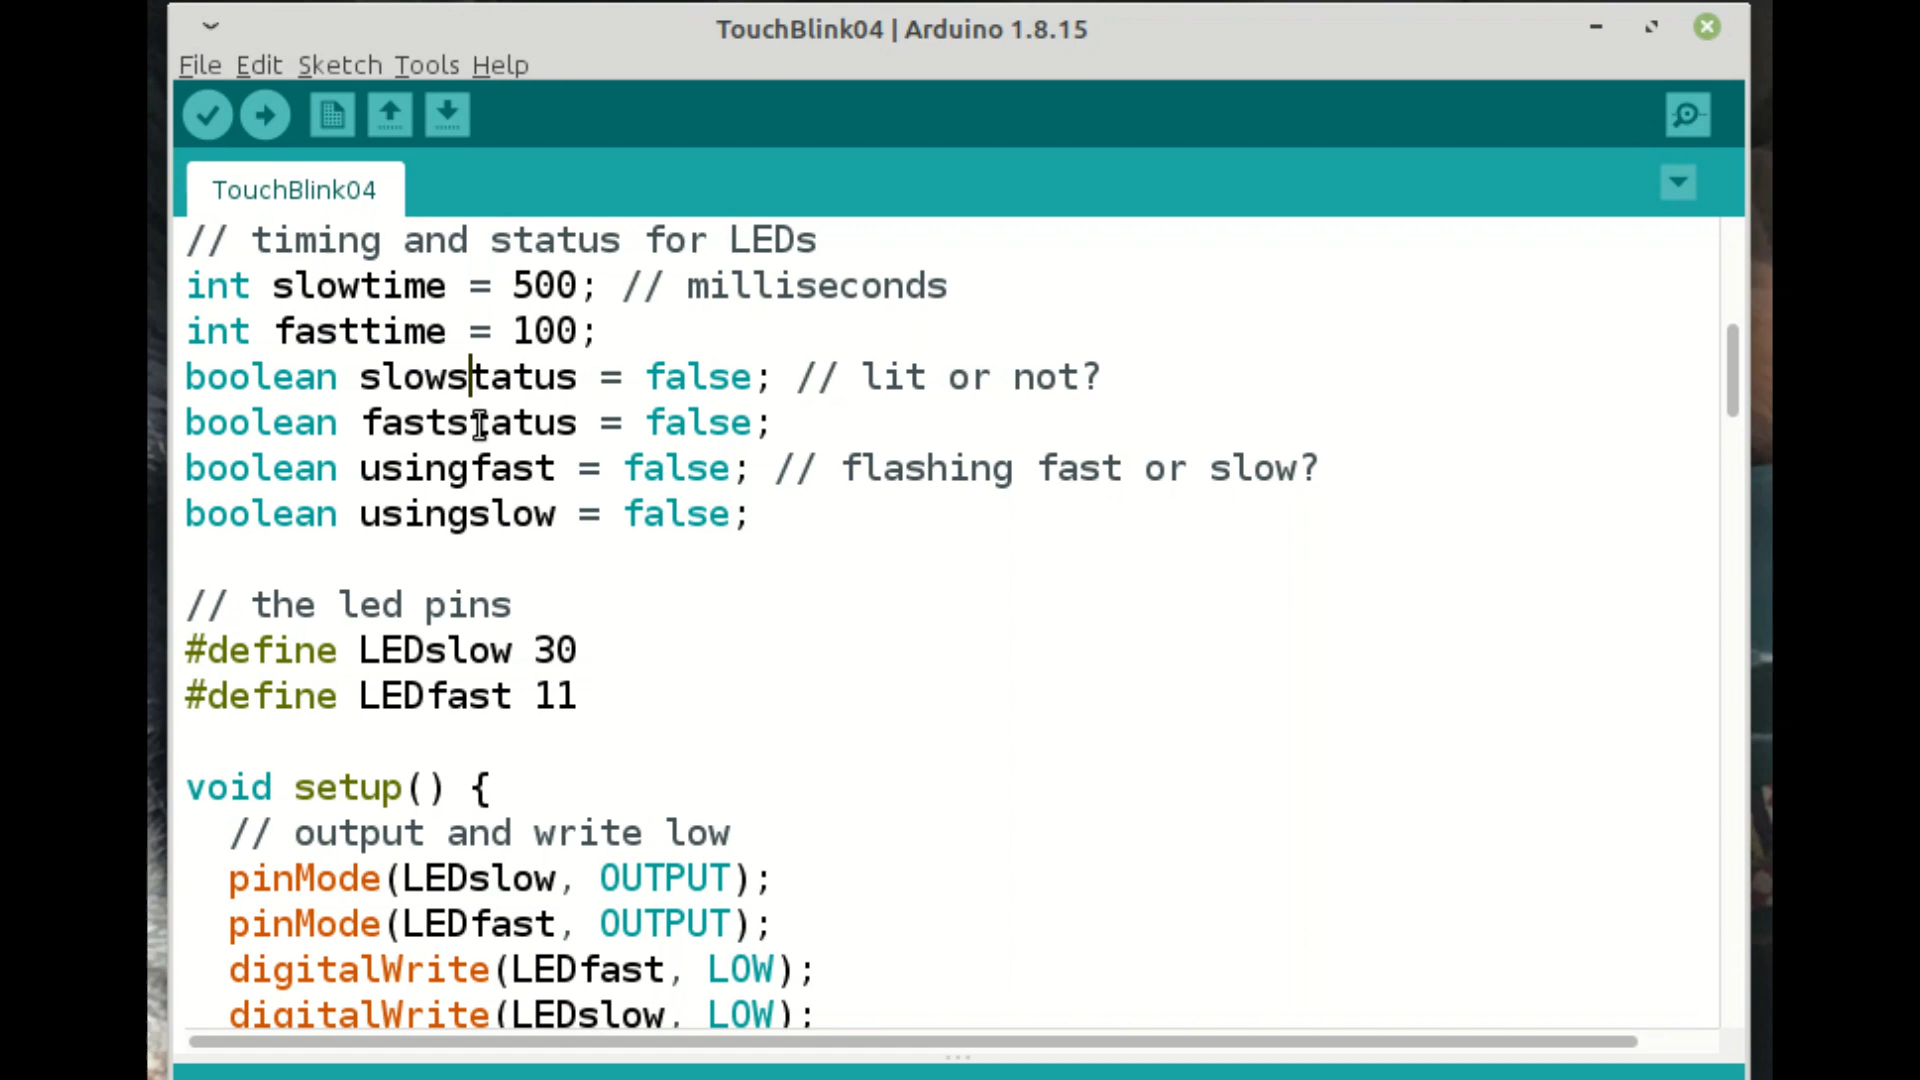 TouchBlink04 | Arduino 1.8.15
File Edit Sketch Tools Help
TouchBlink04
// timing and status for LEDs
int slowtime = 500; // milliseconds
int fasttime = 100;
boolean slowstatus = false; // lit or not?
boolean faststatus = false;
boolean usingfast = false; // flashing fast or slow?
boolean usingslow = false;
// the led pins
#define LEDslow 30
#define LEDfast 11
void setup() {
// output and write low
pinMode(LEDslow, OUTPUT);
pinMode(LEDfast, OUTPUT);
digitalWrite(LEDfast, LOW);
digitalWrite(LEDslow, LOW);